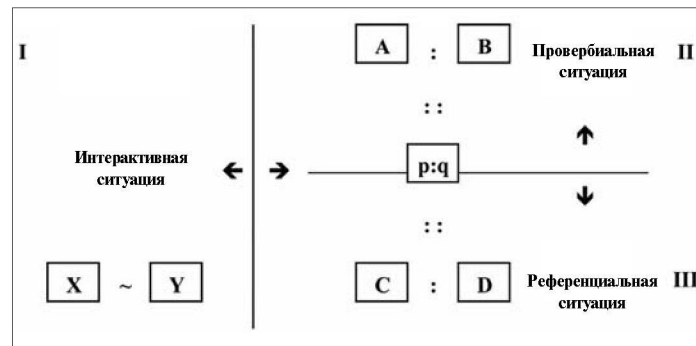 I
A : B
Провербиальная
ситуация
II
: :
Интерактивная
ситуация
p:q
: :
X ~ Y
C : D
Референциальная
ситуация
III